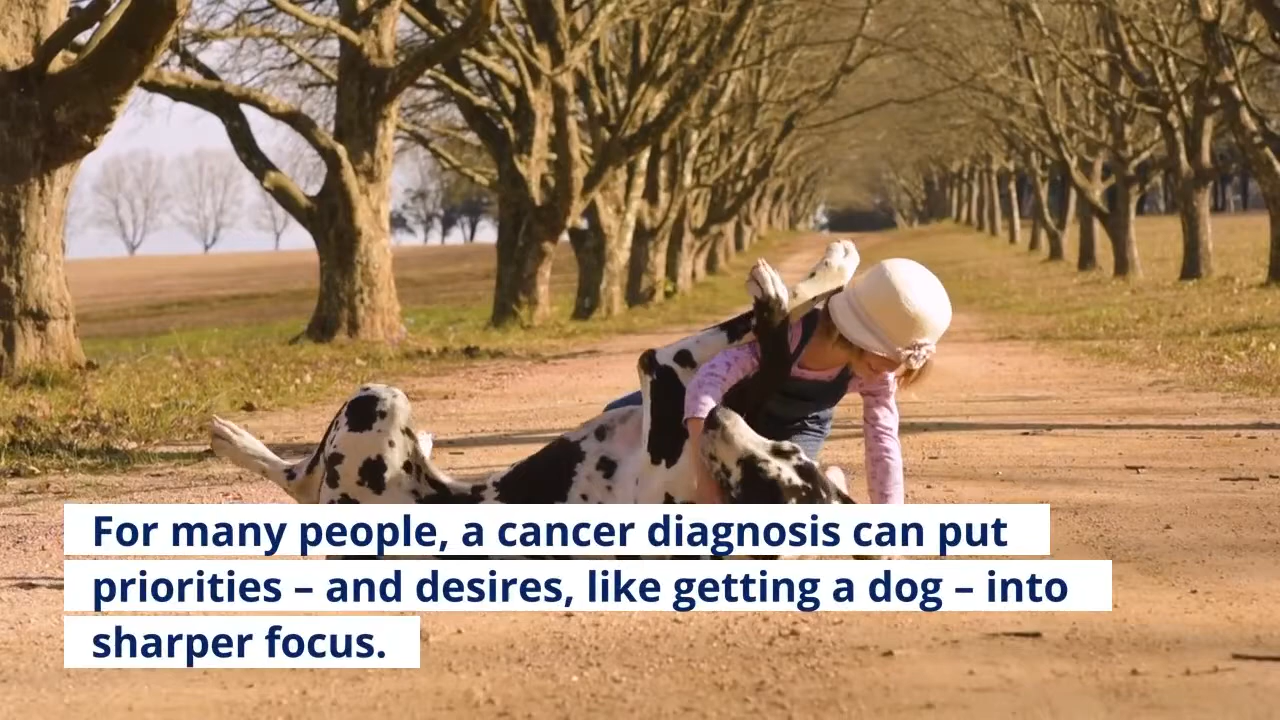 For many people, a cancer diagnosis can put
priorities – and desires, like getting a dog – into
sharper focus.